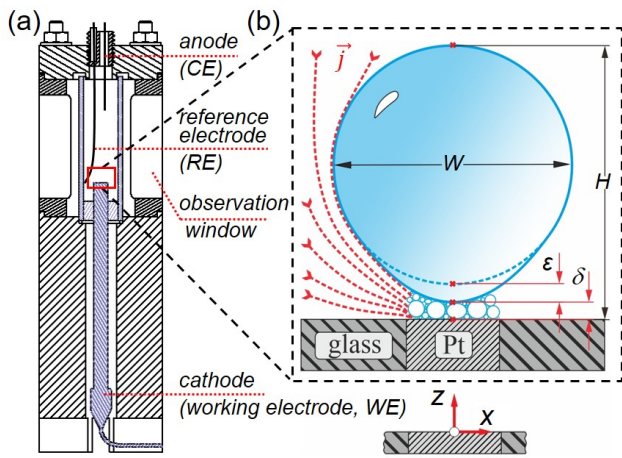 (a)
anode
(CE)
reference
electrode
(RE)
observation
window
cathode
(working electrode, WE)
(b)
j
W
H
ε
δ
glass
Pt
z
x